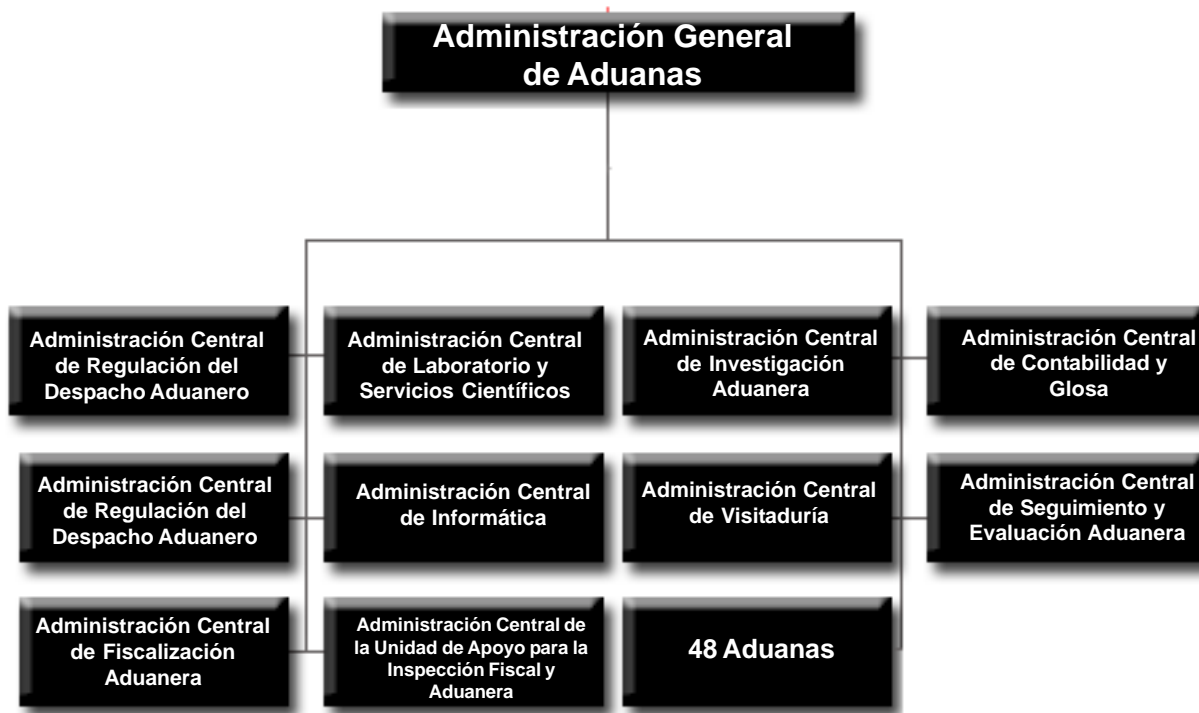 Administración General
de Aduanas
Administración Central
de Regulación del
Despacho Aduanero
Administración Central
de Laboratorio y
Servicios Científicos
Administración Central
de Investigación
Aduanera
Administración Central
de Contabilidad y
Glosa
Administración Central
de Regulación del
Despacho Aduanero
Administración Central
de Informática
Administración Central
de Visitaduría
Administración Central
de Seguimiento y
Evaluación Aduanera
Administración Central
de Fiscalización
Aduanera
Administración Central de
la Unidad de Apoyo para la
Inspección Fiscal y
Aduanera
48 Aduanas